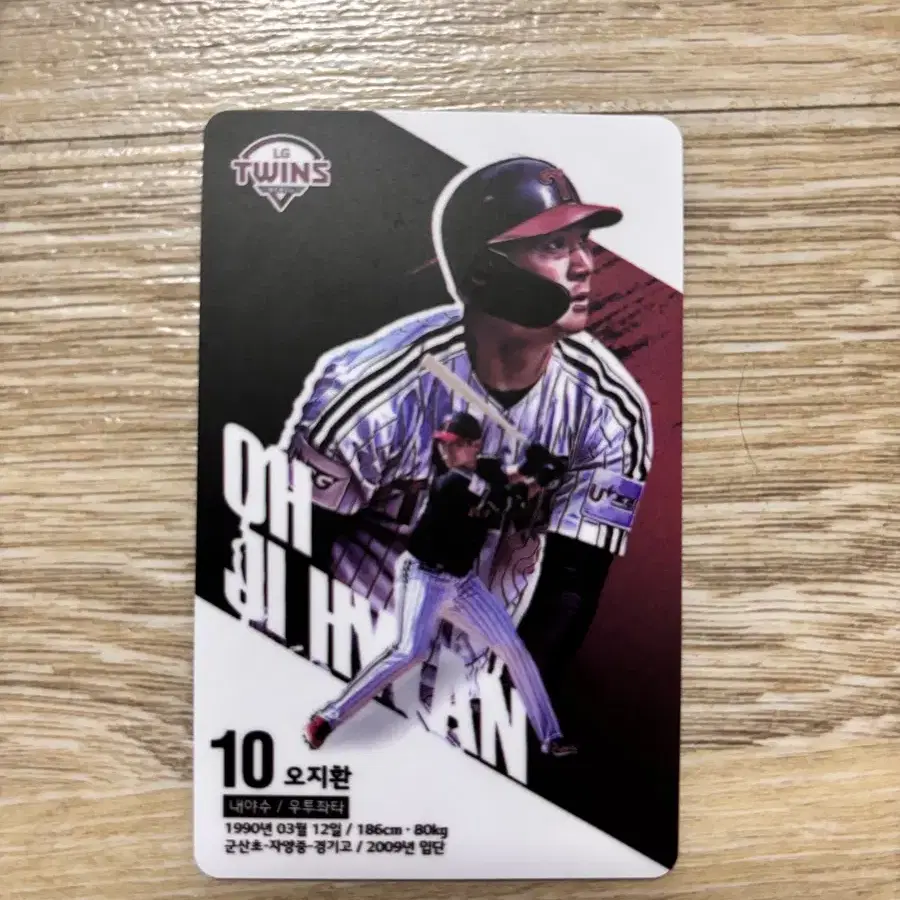 LG
TWINS
OH
JI HWAN
10 오지환
내야수 / 우투좌타
1990년 03월 12일 / 186cm · 80kg
군산초-자양중-경기고 / 2009년 입단